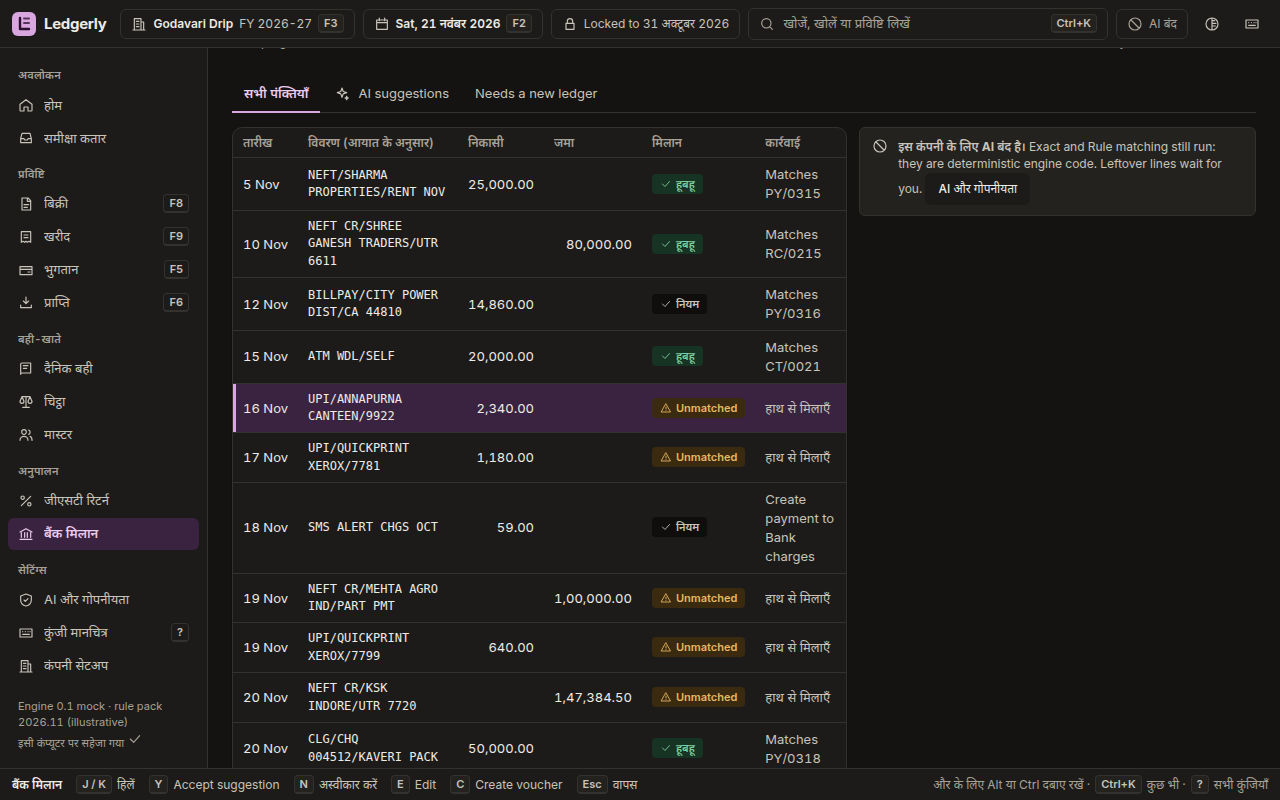 Ledgerly
Godavari Drip FY 2026-27 F3
Sat, 21 नवंबर 2026 F2
Locked to 31 अक्टूबर 2026
खोजें, खोलें या प्रविष्टि लिखें Ctrl+K
AI बंद
अवलोकन
होम
समीक्षा कतार
प्रविष्टि
बिक्री F8
खरीद F9
भुगतान F5
प्राप्ति F6
बही-खाते
दैनिक बही
चिट्ठा
मास्टर
अनुपालन
जीएसटी रिटर्न
बैंक मिलान
सेटिंग्स
AI और गोपनीयता
कुंजी मानचित्र ?
कंपनी सेटअप
Engine 0.1 mock · rule pack
2026.11 (illustrative)
इसी कंप्यूटर पर सहेजा गया
सभी पंक्तियाँ AI suggestions Needs a new ledger
तारीख विवरण (आयात के अनुसार) निकासी जमा मिलान कार्रवाई
5 Nov NEFT/SHARMA PROPERTIES/RENT NOV 25,000.00 हूबहू Matches PY/0315
10 Nov NEFT CR/SHREE GANESH TRADERS/UTR 6611 80,000.00 हूबहू Matches RC/0215
12 Nov BILLPAY/CITY POWER DIST/CA 44810 14,860.00 नियम Matches PY/0316
15 Nov ATM WDL/SELF 20,000.00 हूबहू Matches CT/0021
16 Nov UPI/ANNAPURNA CANTEEN/9922 2,340.00 Unmatched हाथ से मिलाएँ
17 Nov UPI/QUICKPRINT XEROX/7781 1,180.00 Unmatched हाथ से मिलाएँ
18 Nov SMS ALERT CHGS OCT 59.00 नियम Create payment to Bank charges
19 Nov NEFT CR/MEHTA AGRO IND/PART PMT 1,00,000.00 Unmatched हाथ से मिलाएँ
19 Nov UPI/QUICKPRINT XEROX/7799 640.00 Unmatched हाथ से मिलाएँ
20 Nov NEFT CR/KSK INDORE/UTR 7720 1,47,384.50 Unmatched हाथ से मिलाएँ
20 Nov CLG/CHQ 004512/KAVERI PACK 50,000.00 हूबहू Matches PY/0318
इस कंपनी के लिए AI बंद है। Exact and Rule matching still run:
they are deterministic engine code. Leftover lines wait for
you. AI और गोपनीयता
बैंक मिलान J / K हिलें Y Accept suggestion N अस्वीकार करें E Edit C Create voucher Esc वापस
और के लिए Alt या Ctrl दबाए रखें · Ctrl+K कुछ भी · ? सभी कुंजियाँ